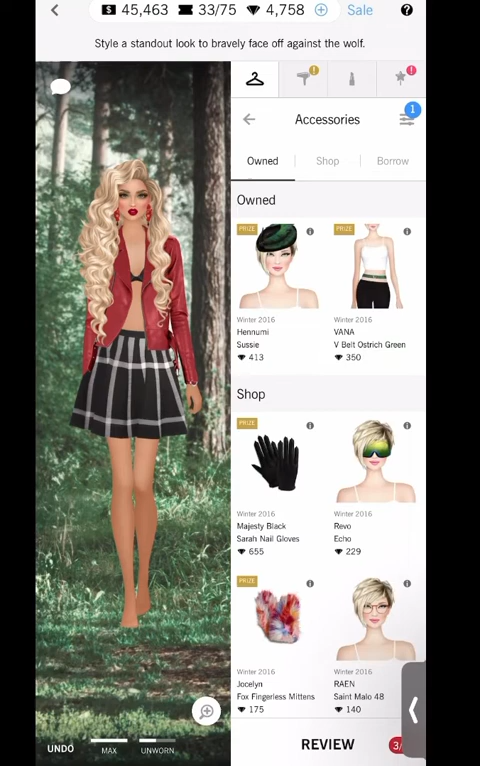 45,463 33/75 4,758 Sale ?
Style a standout look to bravely face off against the wolf.
! !
Accessories 1
Owned Shop Borrow
Owned
PRIZE PRIZE
Winter 2016 Winter 2016
Hennumi VANA
Sussie V Belt Ostrich Green
413 350
Shop
PRIZE
Winter 2016 Winter 2016
Majesty Black Revo
Sarah Nail Gloves Echo
655 229
PRIZE
Winter 2016 Winter 2016
Jocelyn RAEN
Fox Fingerless Mittens Saint Malo 48
175 140
UNDO MAX UNWORN REVIEW 3/